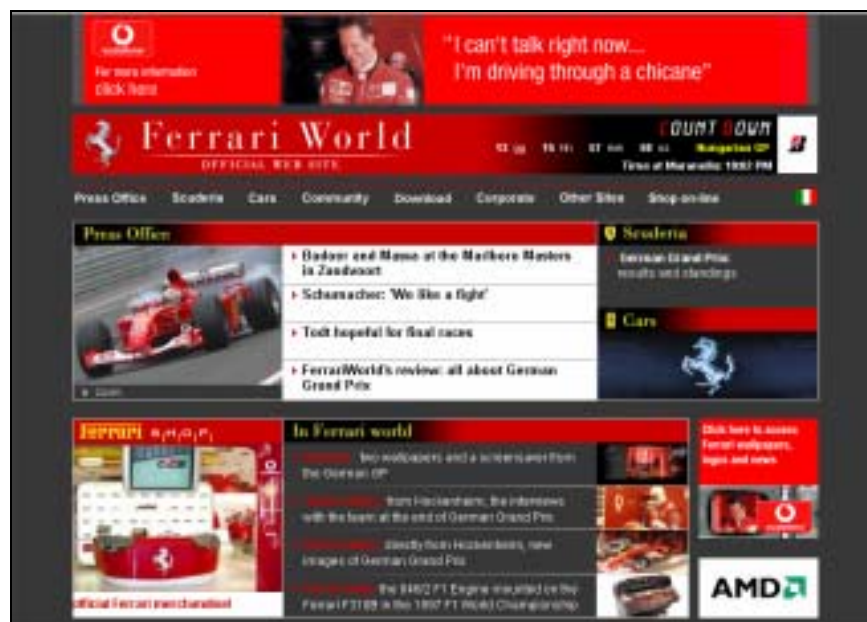 vodafone
For more information
click here
"I can't talk right now...
I'm driving through a chicane"
Ferrari World
OFFICIAL WEB SITE
COUNT DOWN
Hungarian GP
Time at Maranello:
Press Office Scuderia Cars Community Download Corporate Other Sites Shop on-line
Press Office
Badoer and Massa at the Marlboro Masters
in Zandvoort
Schumacher: 'We like a fight'
Todt hopeful for final races
FerrariWorld's review: all about German
Grand Prix
Scuderia
German Grand Prix:
results and standings
Cars
Ferrari SHOP
official Ferrari merchandise!
In Ferrari world
two wallpapers and a screensaver from
the German GP
from Hockenheim, the interviews
with the team at the end of German Grand Prix
directly from Hockenheim, new
images of German Grand Prix
the 046/2 F1 Engine mounted on the
Ferrari F310B in the 1997 F1 World Championship
Click here to access
Ferrari wallpapers,
logos and news
AMD